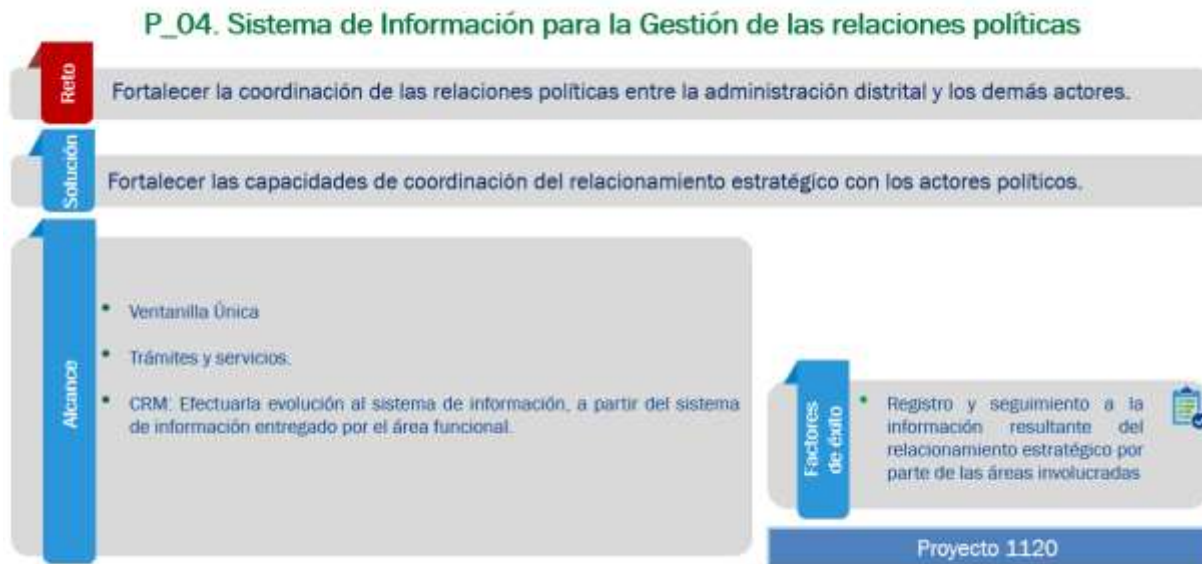 P_04. Sistema de Información para la Gestión de las relaciones políticas
Reto
Fortalecer la coordinación de las relaciones políticas entre la administración distrital y los demás actores.
Solución
Fortalecer las capacidades de coordinación del relacionamiento estratégico con los actores políticos.
Alcance
• Ventanilla Única
• Trámites y servicios.
• CRM: Efectuarla evolución al sistema de información, a partir del sistema
de información entregado por el área funcional.
Factores
de éxito
• Registro y seguimiento a la
información resultante del
relacionamiento estratégico por
parte de las áreas involucradas
Proyecto 1120